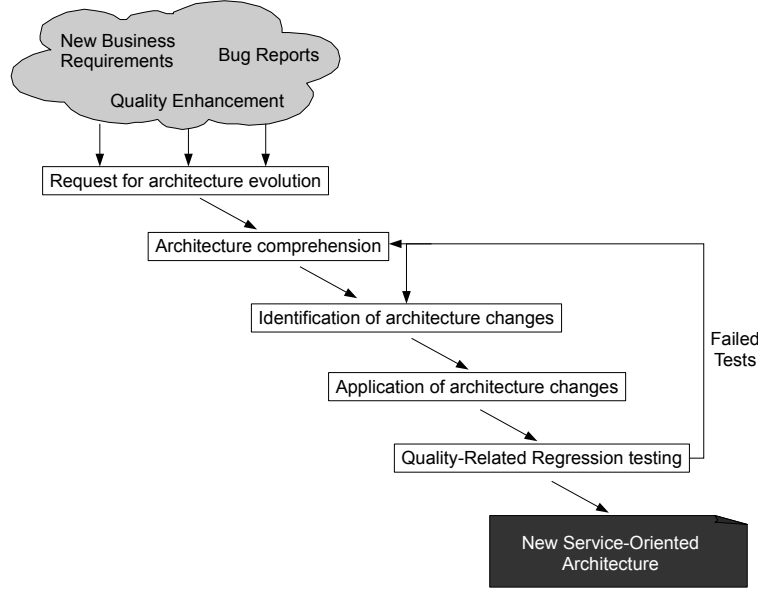 New Business
Requirements
Bug Reports
Quality Enhancement
Request for architecture evolution
Architecture comprehension
Identification of architecture changes
Failed
Tests
Application of architecture changes
Quality-Related Regression testing
New Service-Oriented
Architecture